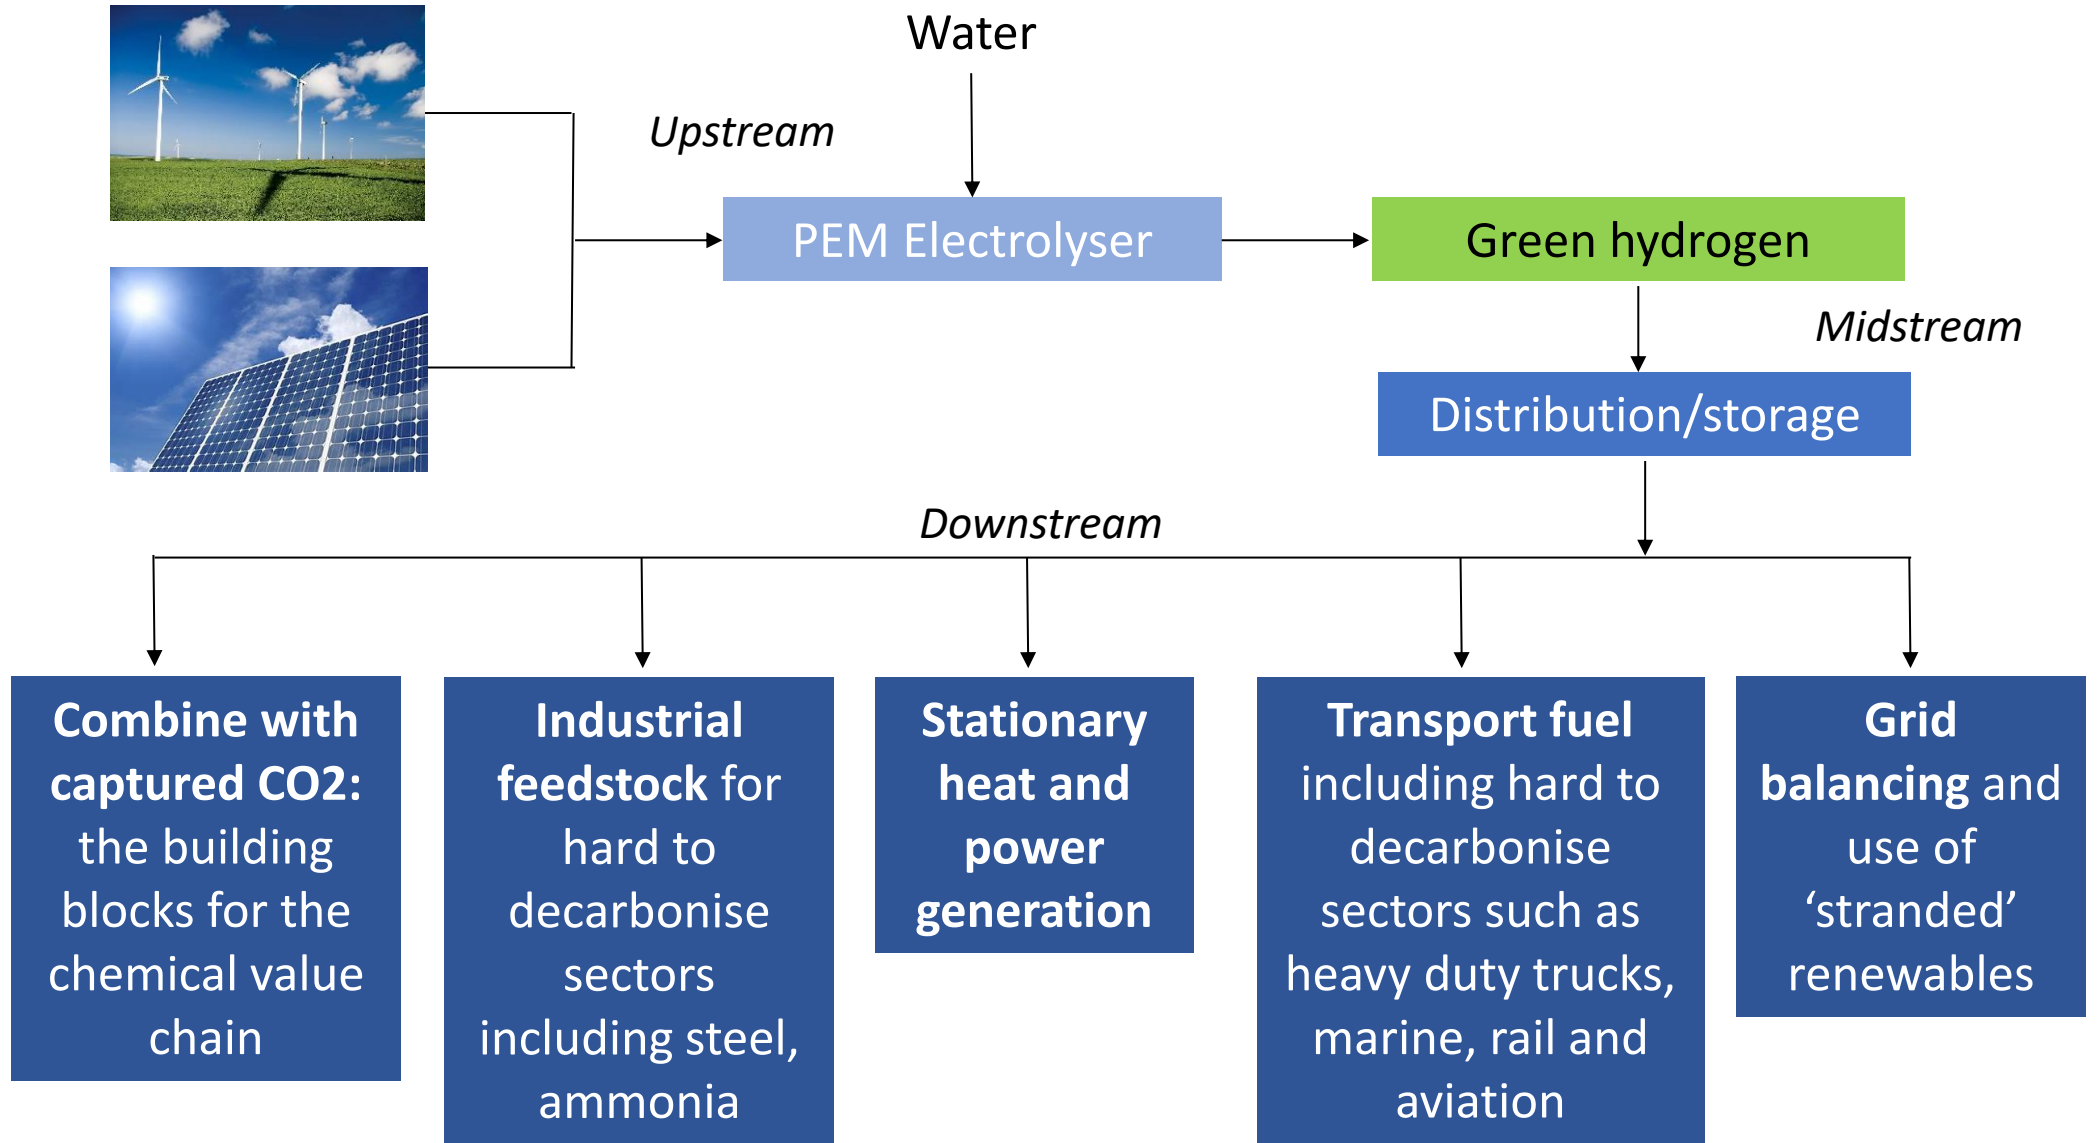 Water
Upstream
PEM Electrolyser
Green hydrogen
Midstream
Distribution/storage
Downstream
Combine with
captured CO2:
the building
blocks for the
chemical value
chain
Industrial
feedstock for
hard to
decarbonise
sectors
including steel,
ammonia
Stationary
heat and
power
generation
Transport fuel
including hard to
decarbonise
sectors such as
heavy duty trucks,
marine, rail and
aviation
Grid
balancing and
use of
‘stranded’
renewables